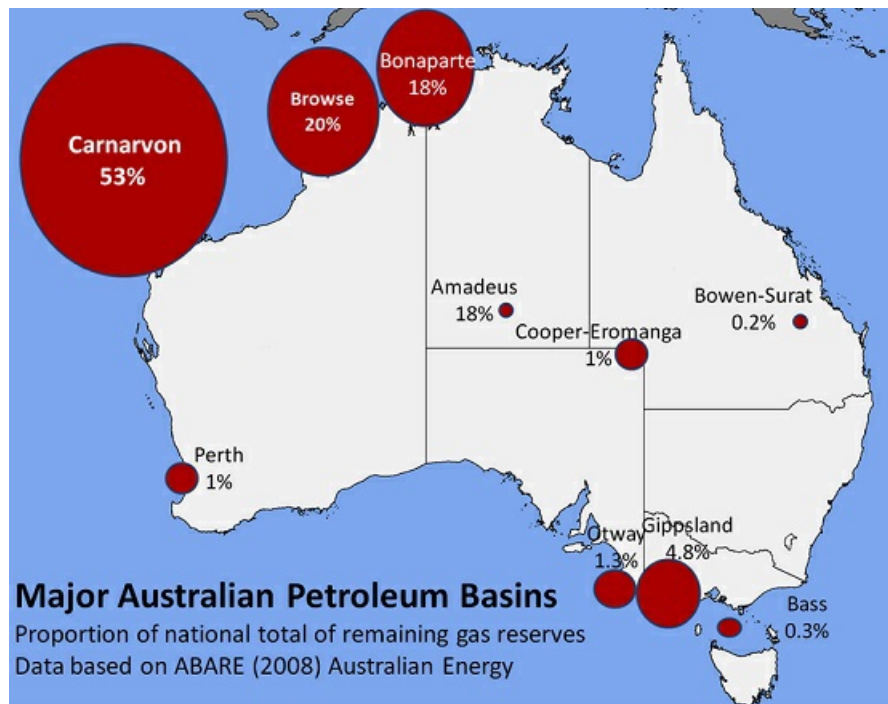 Bonaparte
18%
Browse
20%
Carnarvon
53%
Amadeus
18%
Bowen-Surat
0.2%
Cooper-Eromanga
1%
Perth
1%
Gippsland
4.8%
Otway
1.3%
Bass
0.3%
Major Australian Petroleum Basins
Proportion of national total of remaining gas reserves
Data based on ABARE (2008) Australian Energy